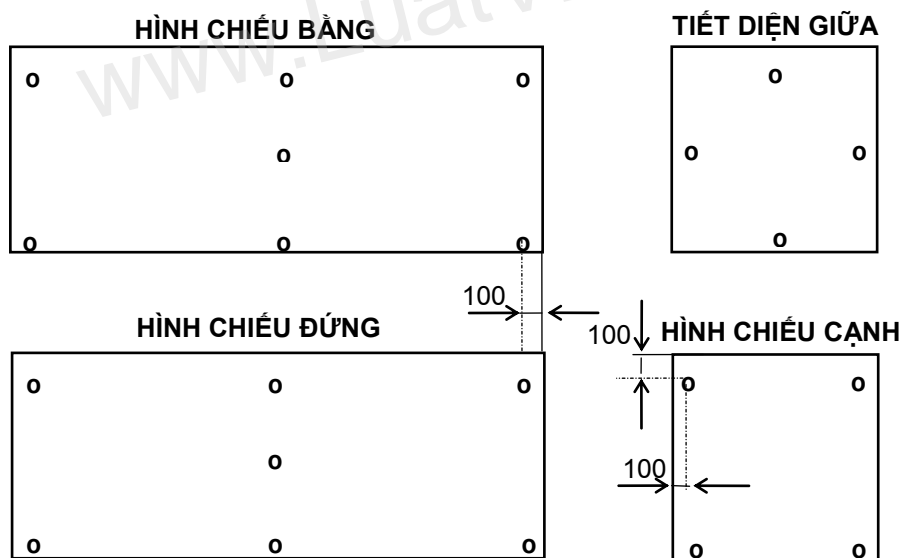 HÌNH CHIẾU BẰNG
TIẾT DIỆN GIỮA
o o o
o
o
o o
o
o o o
o
100
HÌNH CHIẾU ĐỨNG
100
HÌNH CHIẾU CẠNH
o o o
o o
o
100
o o o
o o